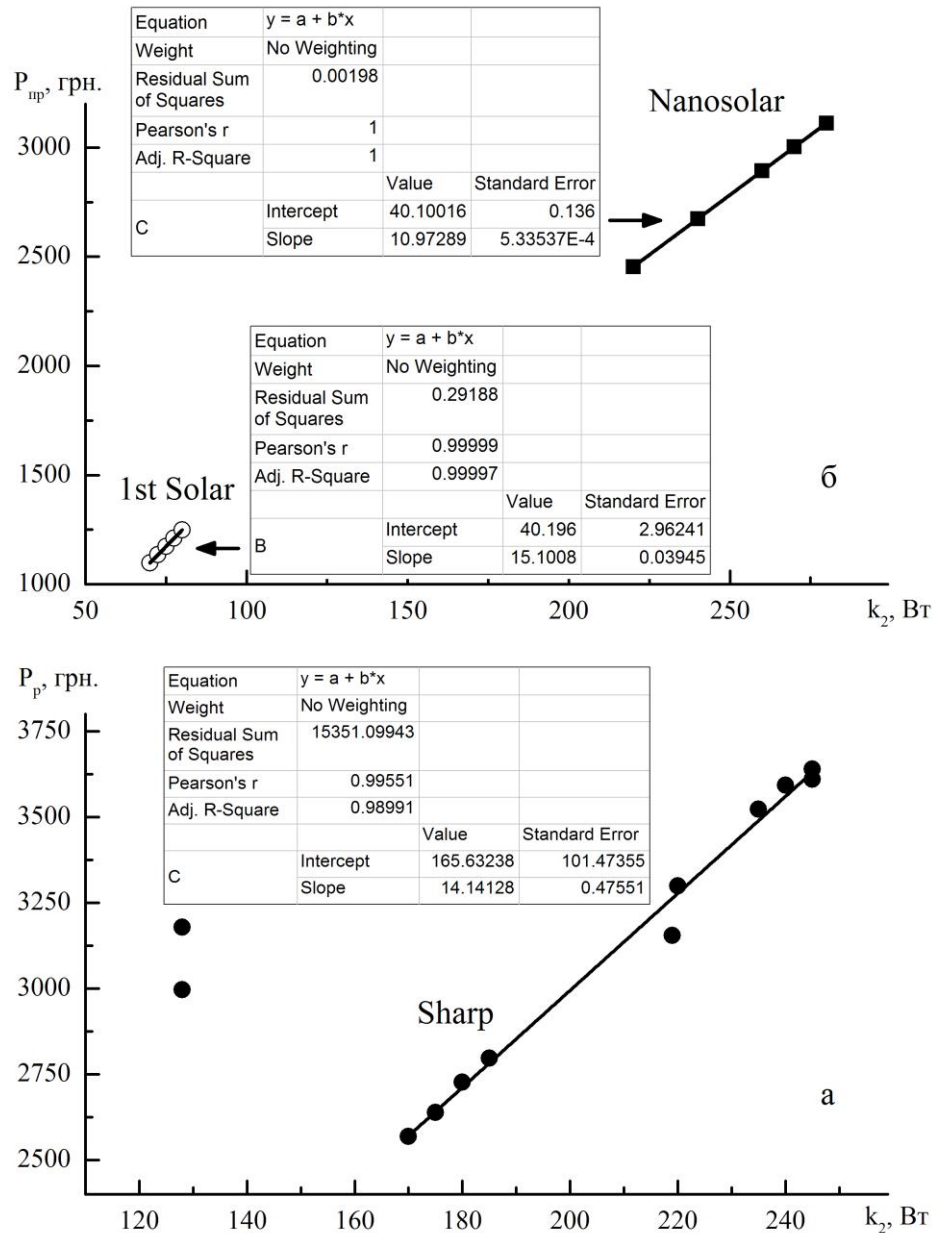 Equation y = a + b*x
Weight No Weighting
Residual Sum 0.00198
of Squares
Pearson's r 1
Adj. R-Square 1
Value Standard Error
C Intercept 40.10016 0.136
Slope 10.97289 5.33537E-4
Pпр, грн.
3000
2500
2000
1500
1000
Nanosolar
Equation y = a + b*x
Weight No Weighting
Residual Sum 0.29188
of Squares
Pearson's r 0.99999
Adj. R-Square 0.99997
Value Standard Error
B Intercept 40.196 2.96241
Slope 15.1008 0.03945
1st Solar
б
50 100 150 200 250 k2, Вт
Pр, грн.
3750
3500
3250
3000
2750
2500
Equation y = a + b*x
Weight No Weighting
Residual Sum 15351.09943
of Squares
Pearson's r 0.99551
Adj. R-Square 0.98991
Value Standard Error
C Intercept 165.63238 101.47355
Slope 14.14128 0.47551
Sharp
а
120 140 160 180 200 220 240 k2, Вт